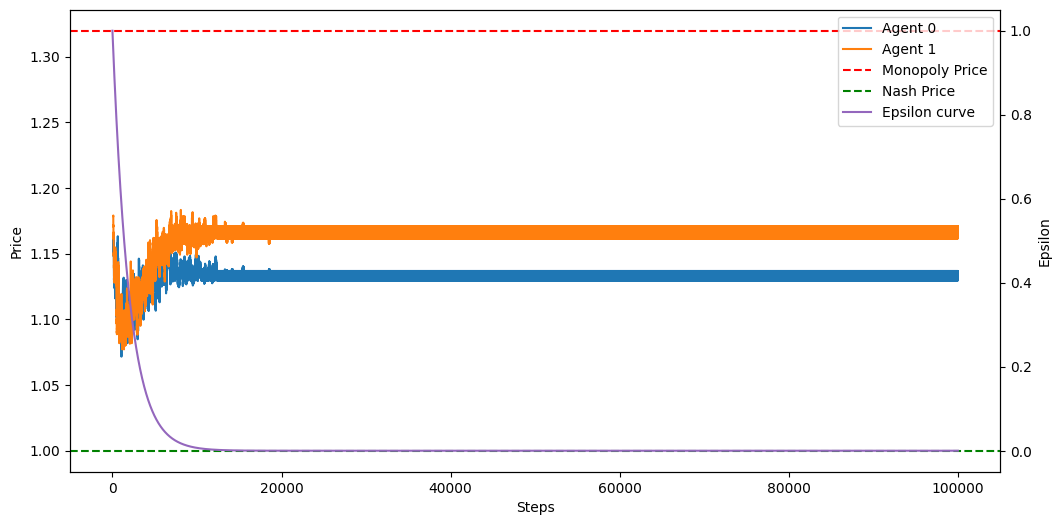 Agent 0
Agent 1
Monopoly Price
Nash Price
Epsilon curve
1.30
1.25
1.20
1.15
1.10
1.05
1.00
Price
1.0
0.8
0.6
0.4
0.2
0.0
Epsilon
0
20000
40000
60000
80000
100000
Steps